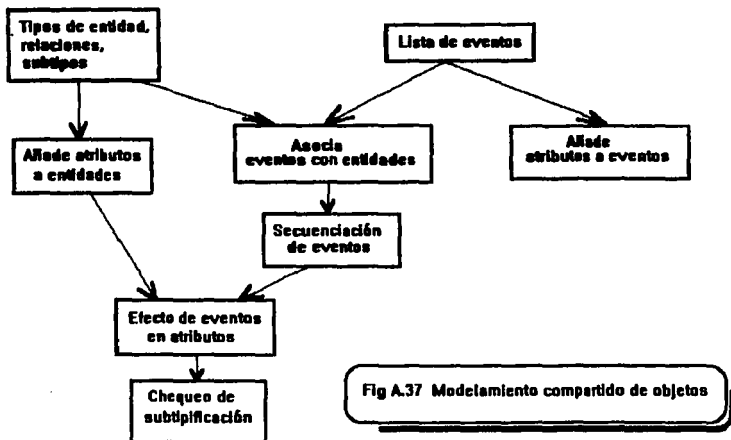 Tipos de entidad,
relaciones,
subtipos
Lista de eventos
Añade atributos
a entidades
Asocia
eventos con entidades
Añade
atributos a eventos
Secuenciación
de eventos
Efecto de eventos
en atributos
Chequeo de
subtipificación
Fig A.37 Modelamiento compartido de objetos